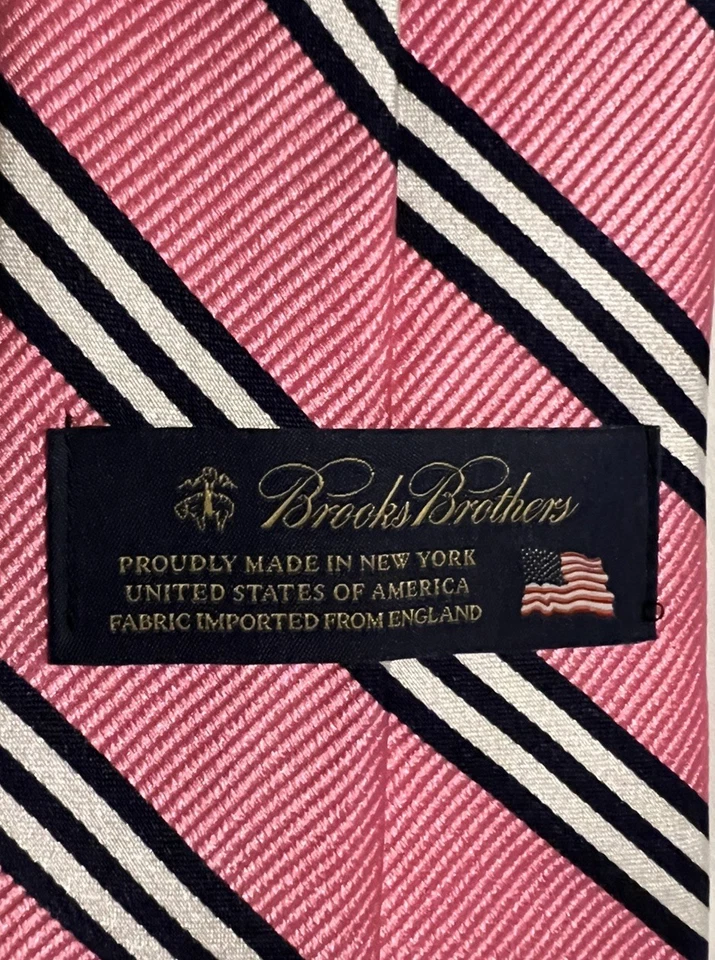 Brooks Brothers
PROUDLY MADE IN NEW YORK
UNITED STATES OF AMERICA
FABRIC IMPORTED FROM ENGLAND